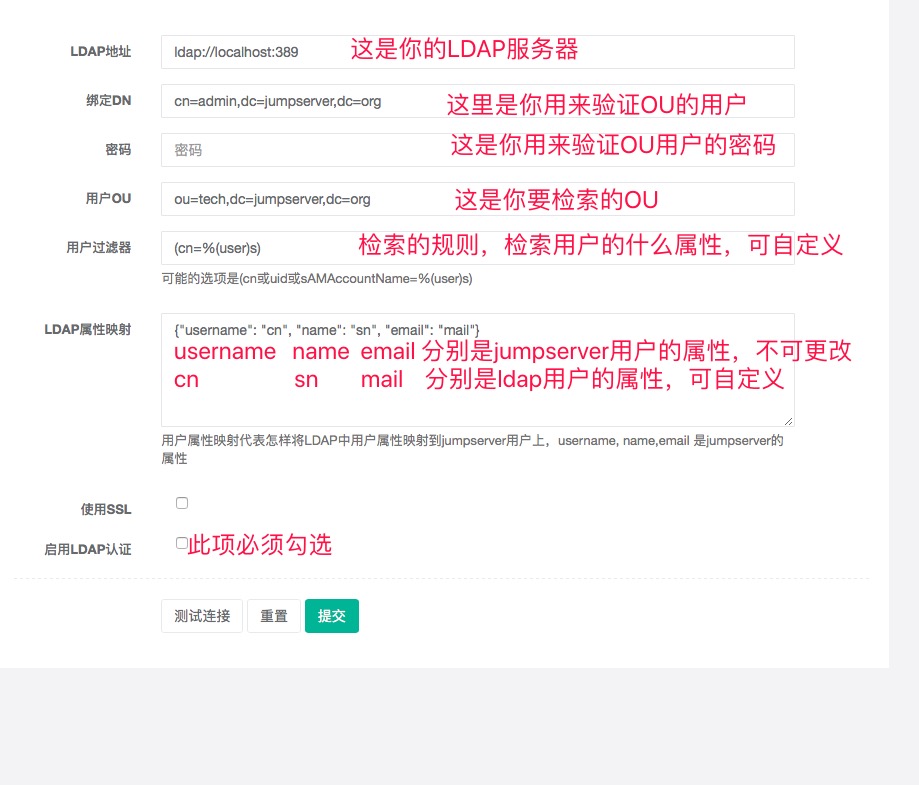 LDAP地址 ldap://localhost:389 这是你的LDAP服务器
绑定DN cn=admin,dc=jumpserver,dc=org 这里是你用来验证OU的用户
密码 密码 这是你用来验证OU用户的密码
用户OU ou=tech,dc=jumpserver,dc=org 这是你要检索的OU
用户过滤器 (cn=%(user)s) 检索的规则，检索用户的什么属性，可自定义
可能的选项是(cn或uid或sAMAccountName=%(user)s)
LDAP属性映射 {"username": "cn", "name": "sn", "email": "mail"}
username name email 分别是jumpserver用户的属性，不可更改
cn sn mail 分别是ldap用户的属性，可自定义
用户属性映射代表怎样将LDAP中用户属性映射到jumpserver用户上，username, name,email 是jumpserver的
属性
使用SSL
启用LDAP认证 此项必须勾选
测试连接 重置 提交